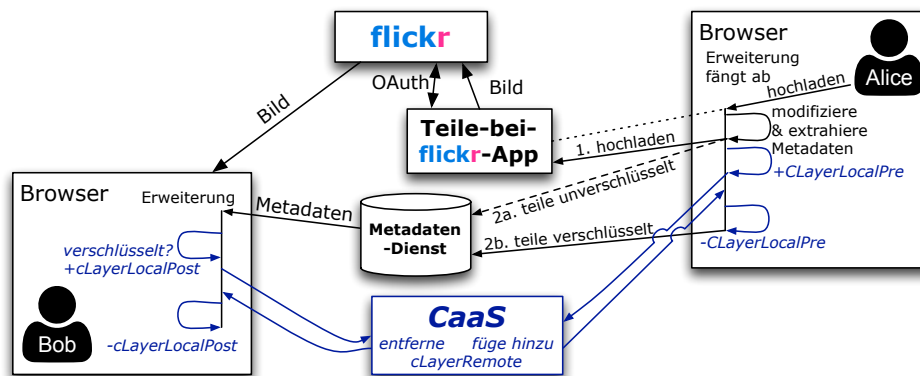 flickr
Bild
OAuth
Bild
Teile-bei-
flickr-App
Browser
Erweiterung
fängt ab
Alice
hochladen
modifiziere
& extrahiere
Metadaten
+CLayerLocalPre
-CLayerLocalPre
1. hochladen
2a. teile unverschlüsselt
2b. teile verschlüsselt
Metadaten
Metadaten
-Dienst
Browser
Erweiterung
verschlüsselt?
+cLayerLocalPost
-cLayerLocalPost
Bob
CaaS
entferne füge hinzu
cLayerRemote